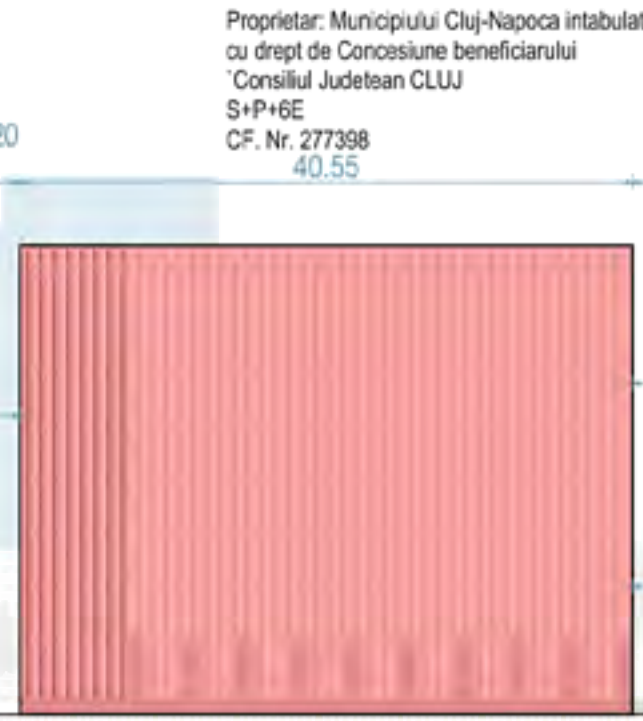 Proprietar: Municipiului Cluj-Napoca intabulat
cu drept de Concesiune beneficiarului
`Consiliul Judetean CLUJ
S+P+6E
CF. Nr. 277398
20
40.55